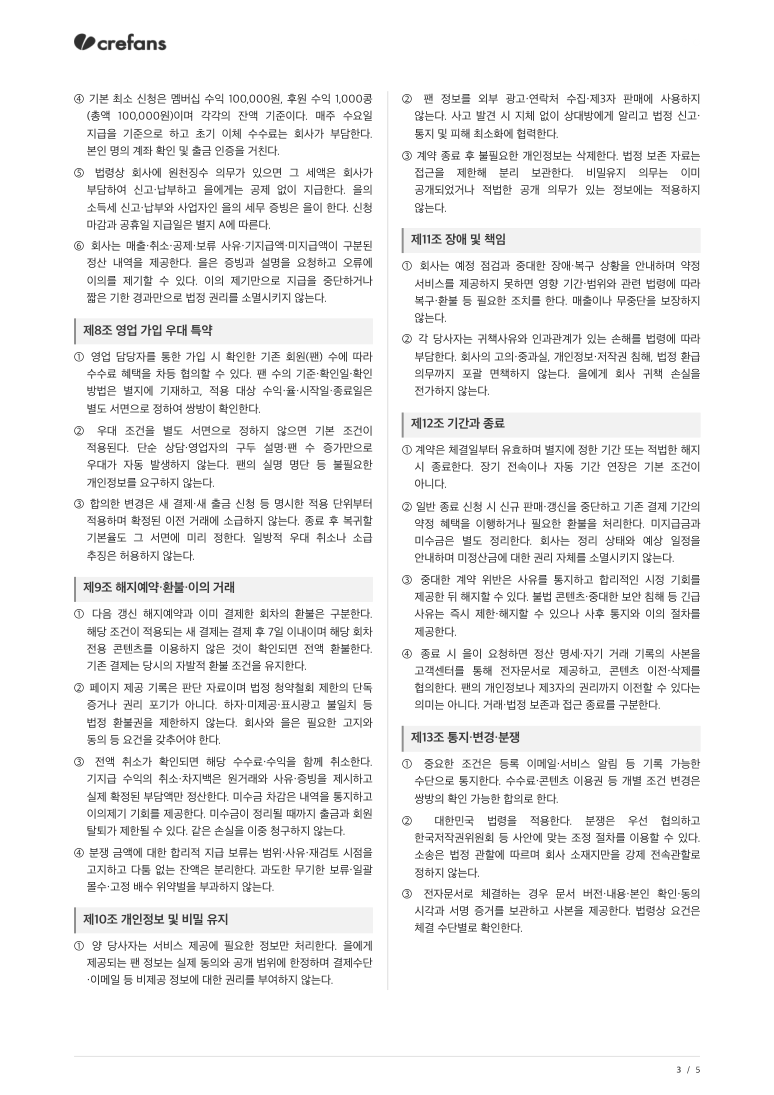 crefans
④ 기본 최소 신청은 멤버십 수익 100,000원, 후원 수익 1,000콩
(총액 100,000원)이며 각각의 잔액 기준이다. 매주 수요일
지급을 기준으로 하고 초기 이체 수수료는 회사가 부담한다.
본인 명의 계좌 확인 및 출금 인증을 거친다.
⑤ 법령상 회사에 원천징수 의무가 있으면 그 세액은 회사가
부담하여 신고·납부하고 을에게는 공제 없이 지급한다. 을의
소득세 신고·납부와 사업자인 을의 세무 증빙은 을이 한다. 신청
마감과 공휴일 지급일은 별지 A에 따른다.
⑥ 회사는 매출·취소·공제·보류 사유·기지급액·미지급액이 구분된
정산 내역을 제공한다. 을은 증빙과 설명을 요청하고 오류에
이의를 제기할 수 있다. 이의 제기만으로 지급을 중단하거나
짧은 기한 경과만으로 법정 권리를 소멸시키지 않는다.
제8조 영업 가입 우대 특약
① 영업 담당자를 통한 가입 시 확인한 기존 회원(팬) 수에 따라
수수료 혜택을 차등 협의할 수 있다. 팬 수의 기준·확인일·확인
방법은 별지에 기재하고, 적용 대상 수익·율·시작일·종료일은
별도 서면으로 정하여 쌍방이 확인한다.
② 우대 조건을 별도 서면으로 정하지 않으면 기본 조건이
적용된다. 단순 상담·영업자의 구두 설명·팬 수 증가만으로
우대가 자동 발생하지 않는다. 팬의 실명 명단 등 불필요한
개인정보를 요구하지 않는다.
③ 합의한 변경은 새 결제·새 출금 신청 등 명시한 적용 단위부터
적용하며 확정된 이전 거래에 소급하지 않는다. 종료 후 복귀할
기본율도 그 서면에 미리 정한다. 일방적 우대 취소나 소급
추징은 허용하지 않는다.
제9조 해지예약·환불·이의 거래
① 다음 갱신 해지예약과 이미 결제한 회차의 환불은 구분한다.
해당 조건이 적용되는 새 결제는 결제 후 7일 이내이며 해당 회차
전용 콘텐츠를 이용하지 않은 것이 확인되면 전액 환불한다.
기존 결제는 당시의 자발적 환불 조건을 유지한다.
② 페이지 제공 기록은 판단 자료이며 법정 청약철회 제한의 단독
증거나 권리 포기가 아니다. 하자·미제공·표시광고 불일치 등
법정 환불권을 제한하지 않는다. 회사와 을은 필요한 고지와
동의 등 요건을 갖추어야 한다.
③ 전액 취소가 확인되면 해당 수수료·수익을 함께 취소한다.
기지급 수익의 취소·차지백은 원거래와 사유·증빙을 제시하고
실제 확정된 부담액만 정산한다. 미수금 차감은 내역을 통지하고
이의제기 기회를 제공한다. 미수금이 정리될 때까지 출금과 회원
탈퇴가 제한될 수 있다. 같은 손실을 이중 청구하지 않는다.
④ 분쟁 금액에 대한 합리적 지급 보류는 범위·사유·재검토 시점을
고지하고 다툼 없는 잔액은 분리한다. 과도한 무기한 보류·일괄
몰수·고정 배수 위약벌을 부과하지 않는다.
제10조 개인정보 및 비밀 유지
① 양 당사자는 서비스 제공에 필요한 정보만 처리한다. 을에게
제공되는 팬 정보는 실제 동의와 공개 범위에 한정하며 결제수단
·이메일 등 비제공 정보에 대한 권리를 부여하지 않는다.
② 팬 정보를 외부 광고·연락처 수집·제3자 판매에 사용하지
않는다. 사고 발견 시 지체 없이 상대방에게 알리고 법정 신고·
통지 및 피해 최소화에 협력한다.
③ 계약 종료 후 불필요한 개인정보는 삭제한다. 법정 보존 자료는
접근을 제한해 분리 보관한다. 비밀유지 의무는 이미
공개되었거나 적법한 공개 의무가 있는 정보에는 적용하지
않는다.
제11조 장애 및 책임
① 회사는 예정 점검과 중대한 장애·복구 상황을 안내하며 약정
서비스를 제공하지 못하면 영향 기간·범위와 관련 법령에 따라
복구·환불 등 필요한 조치를 한다. 매출이나 무중단을 보장하지
않는다.
② 각 당사자는 귀책사유와 인과관계가 있는 손해를 법령에 따라
부담한다. 회사의 고의·중과실, 개인정보·저작권 침해, 법정 환급
의무까지 포괄 면책하지 않는다. 을에게 회사 귀책 손실을
전가하지 않는다.
제12조 기간과 종료
① 계약은 체결일부터 유효하며 별지에 정한 기간 또는 적법한 해지
시 종료한다. 장기 전속이나 자동 기간 연장은 기본 조건이
아니다.
② 일반 종료 신청 시 신규 판매·갱신을 중단하고 기존 결제 기간의
약정 혜택을 이행하거나 필요한 환불을 처리한다. 미지급금과
미수금은 별도 정리한다. 회사는 정리 상태와 예상 일정을
안내하며 미정산금에 대한 권리 자체를 소멸시키지 않는다.
③ 중대한 계약 위반은 사유를 통지하고 합리적인 시정 기회를
제공한 뒤 해지할 수 있다. 불법 콘텐츠·중대한 보안 침해 등 긴급
사유는 즉시 제한·해지할 수 있으나 사후 통지와 이의 절차를
제공한다.
④ 종료 시 을이 요청하면 정산 명세·자기 거래 기록의 사본을
고객센터를 통해 전자문서로 제공하고, 콘텐츠 이전·삭제를
협의한다. 팬의 개인정보나 제3자의 권리까지 이전할 수 있다는
의미는 아니다. 거래·법정 보존과 접근 종료를 구분한다.
제13조 통지·변경·분쟁
① 중요한 조건은 등록 이메일·서비스 알림 등 기록 가능한
수단으로 통지한다. 수수료·콘텐츠 이용권 등 개별 조건 변경은
쌍방의 확인 가능한 합의로 한다.
② 대한민국 법령을 적용한다. 분쟁은 우선 협의하고
한국저작권위원회 등 사안에 맞는 조정 절차를 이용할 수 있다.
소송은 법정 관할에 따르며 회사 소재지만을 강제 전속관할로
정하지 않는다.
③ 전자문서로 체결하는 경우 문서 버전·내용·본인 확인·동의
시각과 서명 증거를 보관하고 사본을 제공한다. 법령상 요건은
체결 수단별로 확인한다.
3 / 5